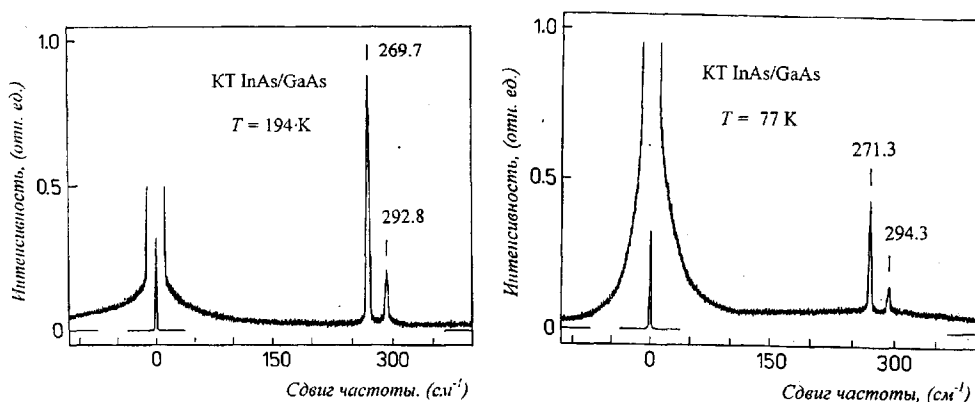 Интенсивность, (отн. ед.)
1.0
0.5
0
269.7
КТ InAs/GaAs
T = 194·K
292.8
0
150
300
Сдвиг частоты. (см⁻¹)
Интенсивность, (отн. ед.)
1.0
0.5
0
КТ InAs/GaAs
T = 77 K
271.3
294.3
0
150
300
Сдвиг частоты, (см⁻¹)